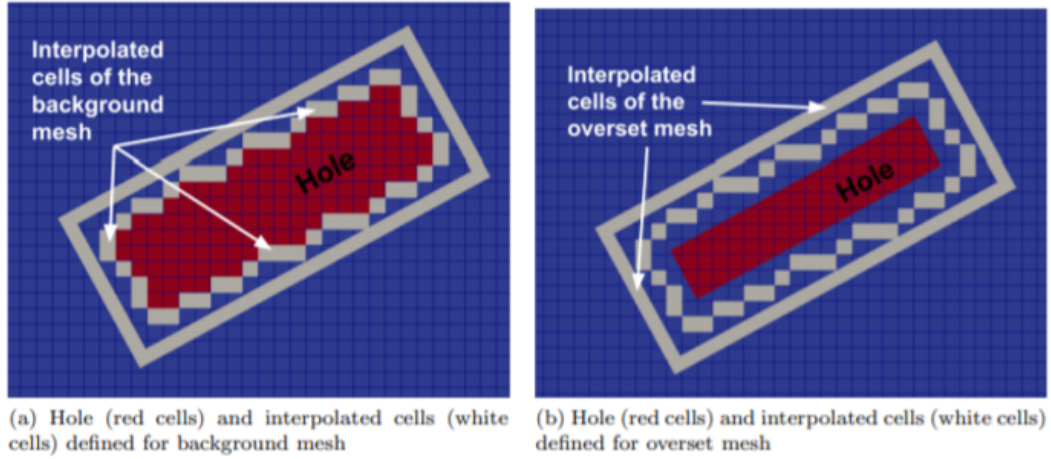 Interpolated
cells of the
background
mesh
Hole
(a) Hole (red cells) and interpolated cells (white
cells) defined for background mesh
Interpolated
cells of the
overset mesh
Hole
(b) Hole (red cells) and interpolated cells (white cells)
defined for overset mesh